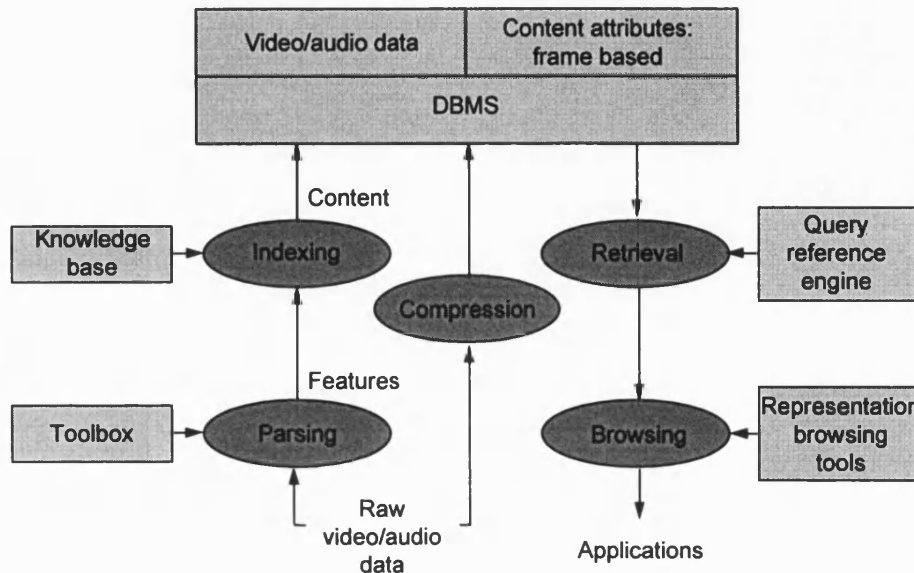 Video/audio data
Content attributes:
frame based
DBMS
Content
Knowledge
base
Indexing
Retrieval
Query
reference
engine
Compression
Features
Toolbox
Parsing
Browsing
Representation
browsing
tools
Raw
video/audio
data
Applications